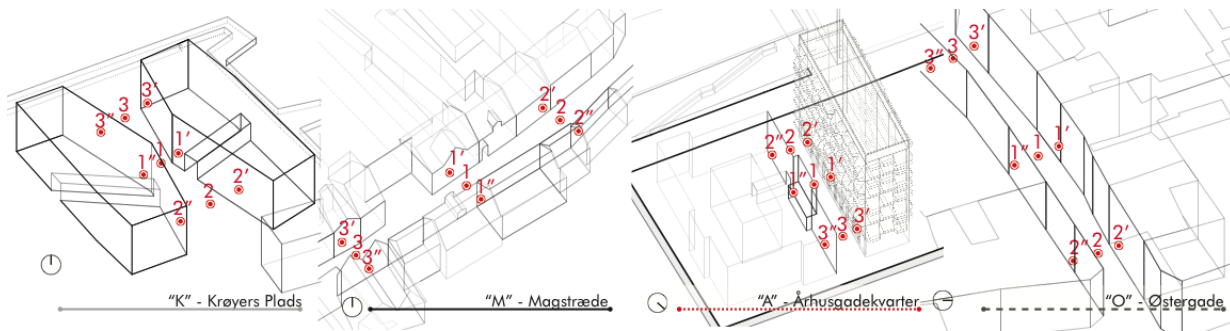 3″ 3 3′
1″ 1 1′
2″ 2 2′
"K" - Krøyers Plads
2′ 2 2″
1′ 1 1″
3′ 3 3″
"M" - Magstræde
2″ 2 2′
1″ 1 1′
3″ 3 3′
"A" - Århusgadekvarter
3″ 3 3′
1″ 1 1′
2″ 2 2′
"O" - Østergade